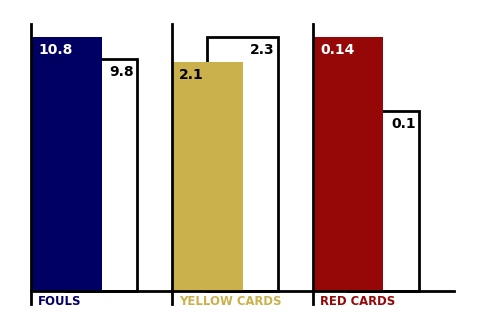 10.8
9.8
2.1
2.3
0.14
0.1
FOULS
YELLOW CARDS
RED CARDS